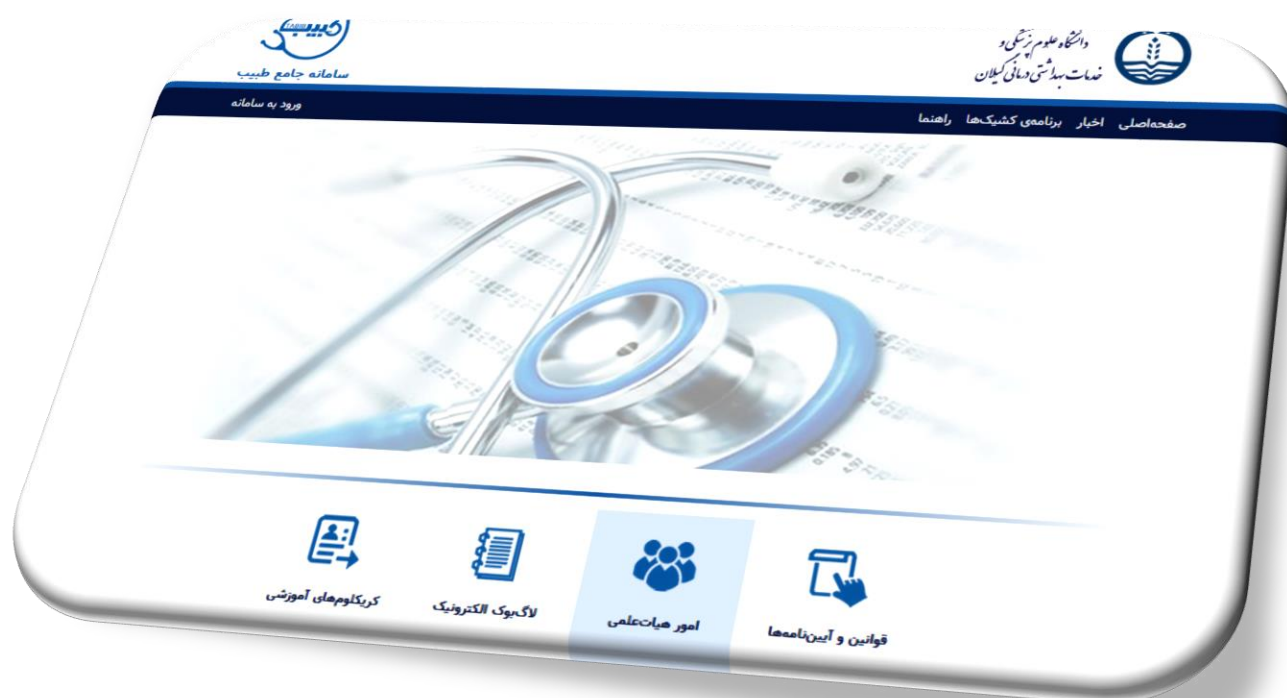 دانشگاه علوم پزشکی و
خدمات بهداشتی درمانی گیلان
طبیب
سامانه جامع طبیب
صفحه‌اصلی اخبار برنامه‌ی کشیک‌ها راهنما
ورود به سامانه
قوانین و آیین‌نامه‌ها
امور هیات‌علمی
لاگ‌بوک الکترونیک
کریکلوم‌های آموزشی